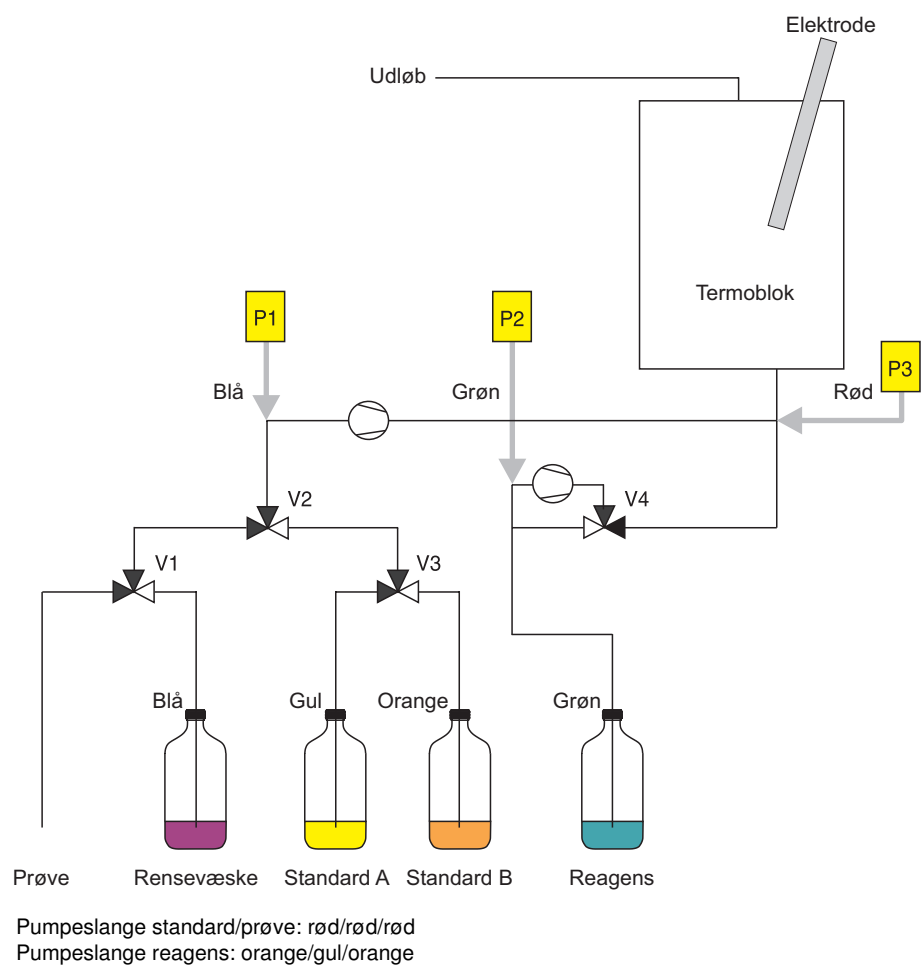 Elektrode
Udløb
Termoblok
P1
P2
P3
Blå
Grøn
Rød
V2
V4
V1
V3
Blå
Gul
Orange
Grøn
Prøve
Rensevæske
Standard A
Standard B
Reagens
Pumpeslange standard/prøve: rød/rød/rød
Pumpeslange reagens: orange/gul/orange